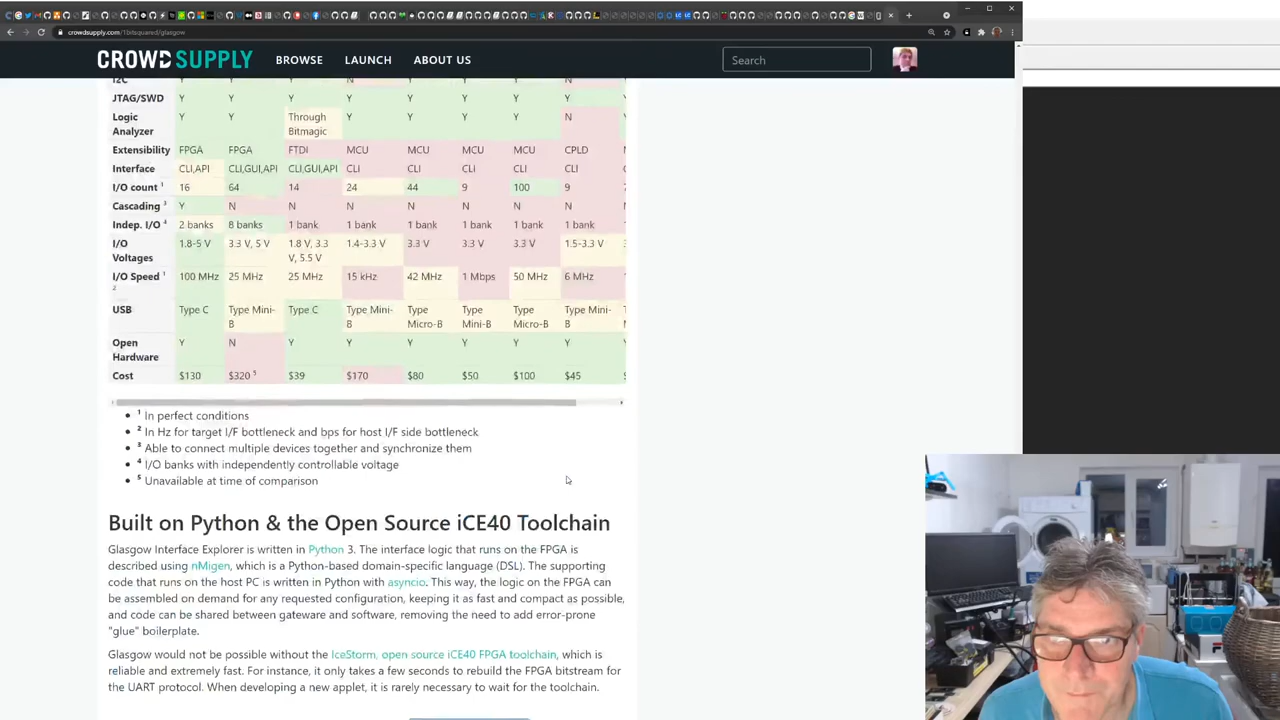 crowdsupply.com/1bitsquared/glasgow
CROWD SUPPLY BROWSE LAUNCH ABOUT US Search
I2C Y Y Y N Y Y Y N
JTAG/SWD Y Y Y Y Y Y Y Y
Logic Analyzer Y Y Through Bitmagic Y Y Y Y N
Extensibility FPGA FPGA FTDI MCU MCU MCU MCU CPLD
Interface CLI,API CLI,GUI,API CLI,GUI,API CLI CLI CLI CLI CLI
I/O count 1 16 64 14 24 44 9 100 9
Cascading 3 Y N N N N N N N
Indep. I/O 4 2 banks 8 banks 1 bank 1 bank 1 bank 1 bank 1 bank 1 bank
I/O Voltages 1.8-5 V 3.3 V, 5 V 1.8 V, 3.3 V, 5.5 V 1.4-3.3 V 3.3 V 3.3 V 3.3 V 1.5-3.3 V
I/O Speed 1 2 100 MHz 25 MHz 25 MHz 15 kHz 42 MHz 1 Mbps 50 MHz 6 MHz
USB Type C Type Mini-B Type C Type Mini-B Type Micro-B Type Mini-B Type Micro-B Type Mini-B
Open Hardware Y N Y Y Y Y Y Y
Cost $130 $320 5 $39 $170 $80 $50 $100 $45
1 In perfect conditions
2 In Hz for target I/F bottleneck and bps for host I/F side bottleneck
3 Able to connect multiple devices together and synchronize them
4 I/O banks with independently controllable voltage
5 Unavailable at time of comparison
Built on Python & the Open Source iCE40 Toolchain
Glasgow Interface Explorer is written in Python 3. The interface logic that runs on the FPGA is
described using nMigen, which is a Python-based domain-specific language (DSL). The supporting
code that runs on the host PC is written in Python with asyncio. This way, the logic on the FPGA can
be assembled on demand for any requested configuration, keeping it as fast and compact as possible,
and code can be shared between gateware and software, removing the need to add error-prone
"glue" boilerplate.
Glasgow would not be possible without the IceStorm, open source iCE40 FPGA toolchain, which is
reliable and extremely fast. For instance, it only takes a few seconds to rebuild the FPGA bitstream for
the UART protocol. When developing a new applet, it is rarely necessary to wait for the toolchain.